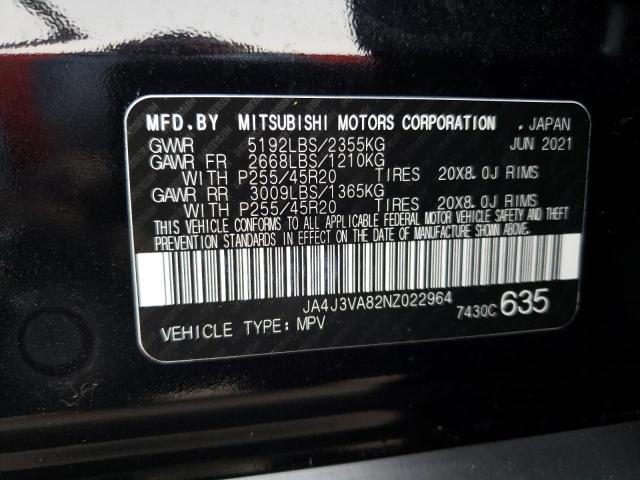 MFD.BY MITSUBISHI MOTORS CORPORATION , JAPAN
GWWR 5192LBS/2355KG JUN 2021
GAWR FR 2668LBS/1210KG
WITH P255/45R20 TIRES 20X8.0J RIMS
GAWR RR 3009LBS/1365KG
WITH P255/45R20 TIRES 20X8.0J RIMS
THIS VEHICLE CONFORMS TO ALL APPLICABLE FEDERAL MOTOR VEHICLE SAFETY AND THEFT
PREVENTION STANDARDS IN EFFECT ON THE DATE OF MANUFACTURE SHOWN ABOVE.
JA4J3VA82NZ022964
7430C 635
VEHICLE TYPE: MPV